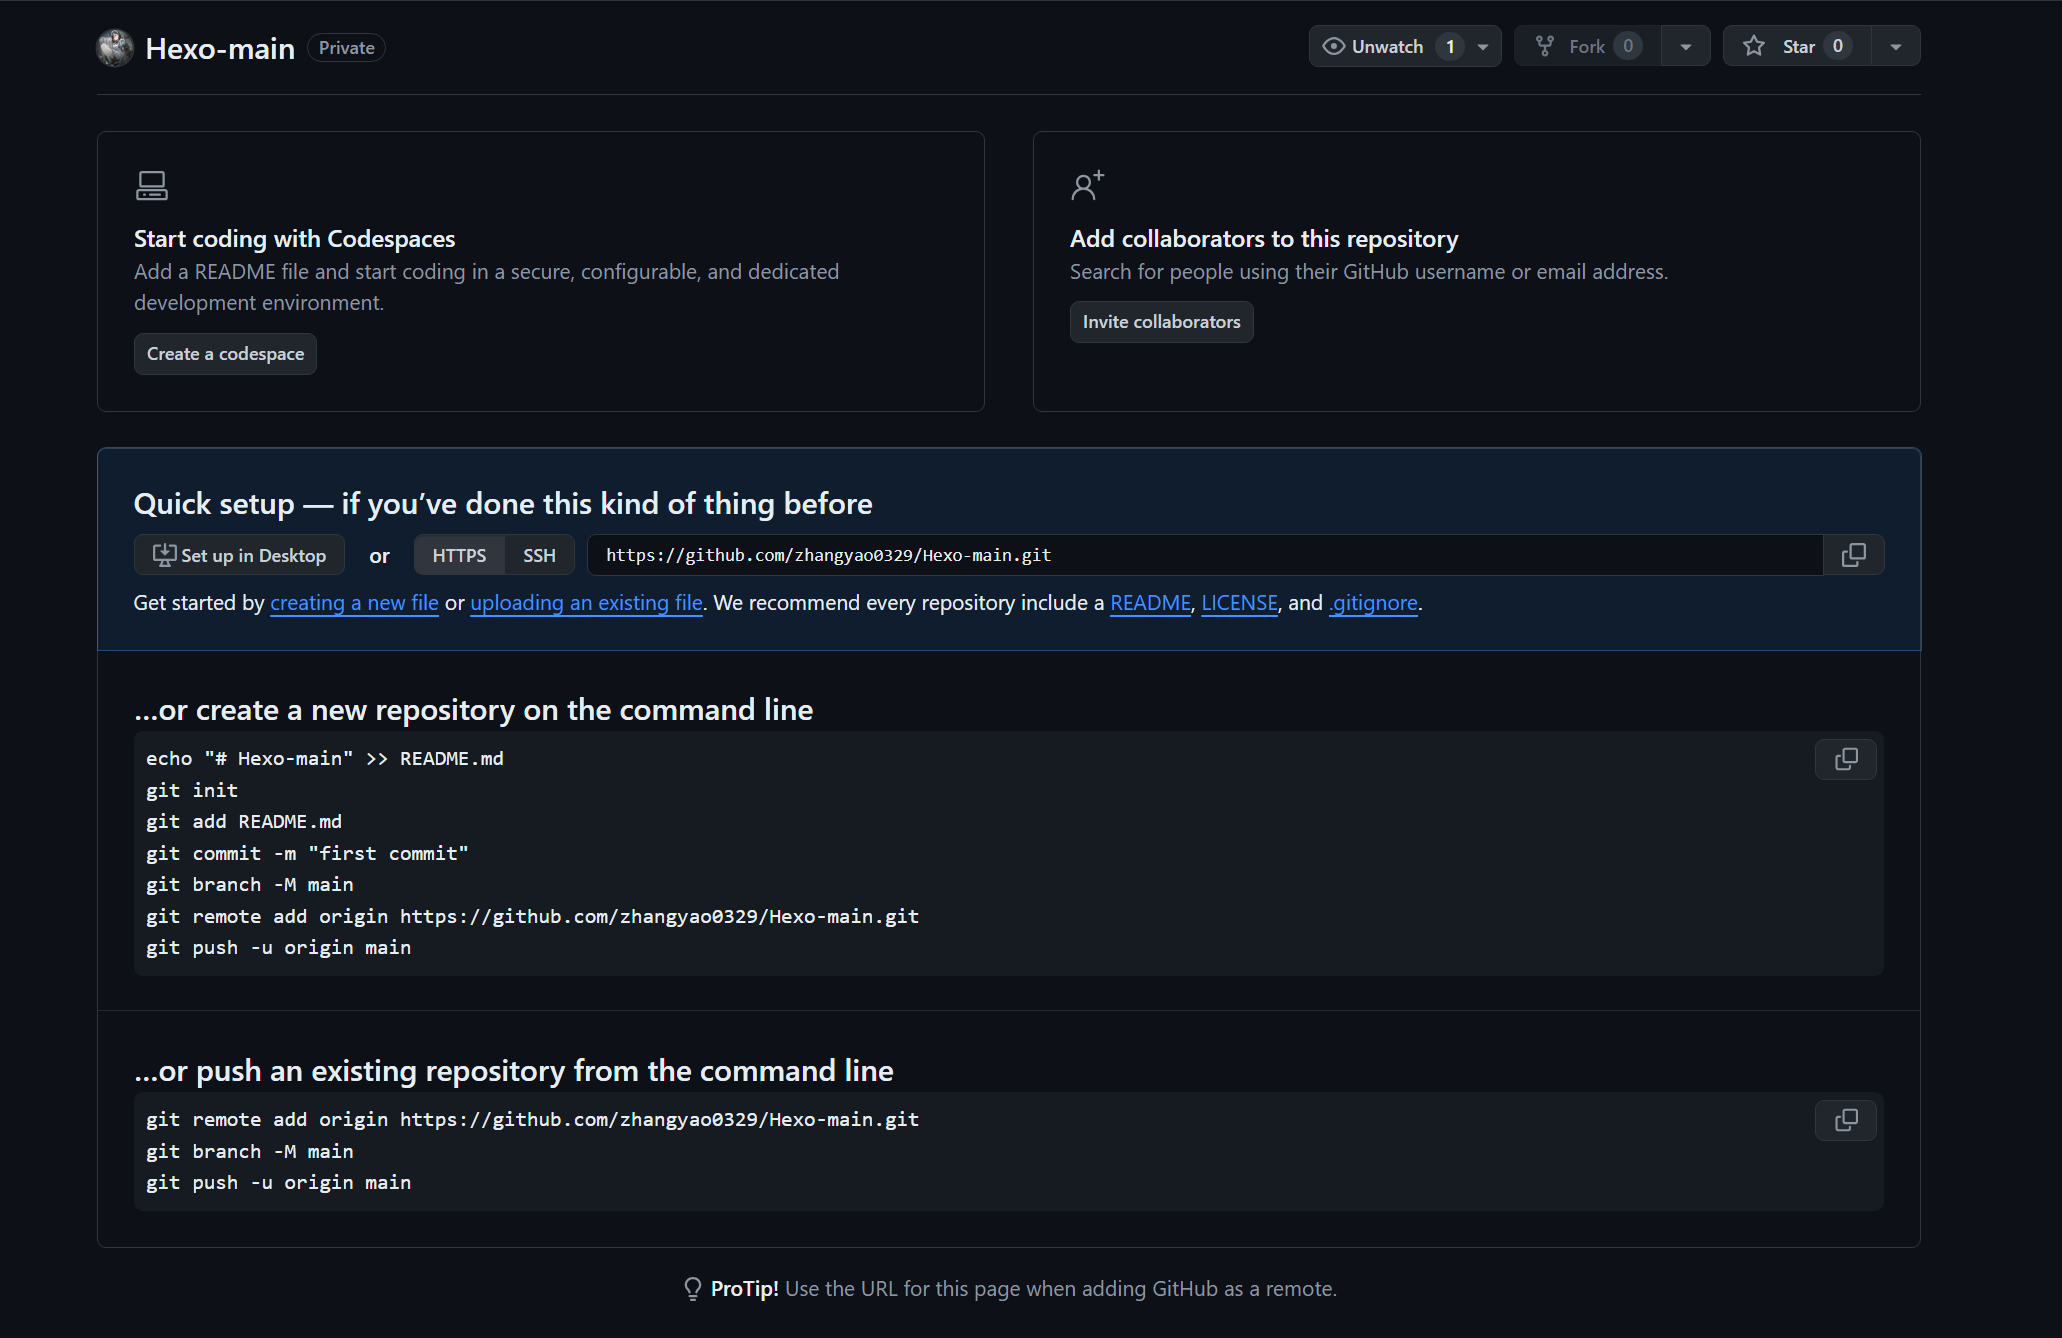 Hexo-main Private
Unwatch 1 Fork 0 Star 0
Start coding with Codespaces
Add a README file and start coding in a secure, configurable, and dedicated
development environment.
Create a codespace
Add collaborators to this repository
Search for people using their GitHub username or email address.
Invite collaborators
Quick setup — if you’ve done this kind of thing before
Set up in Desktop or HTTPS SSH https://github.com/zhangyao0329/Hexo-main.git
Get started by creating a new file or uploading an existing file. We recommend every repository include a README, LICENSE, and .gitignore.
…or create a new repository on the command line
echo "# Hexo-main" >> README.md
git init
git add README.md
git commit -m "first commit"
git branch -M main
git remote add origin https://github.com/zhangyao0329/Hexo-main.git
git push -u origin main
…or push an existing repository from the command line
git remote add origin https://github.com/zhangyao0329/Hexo-main.git
git branch -M main
git push -u origin main
ProTip! Use the URL for this page when adding GitHub as a remote.